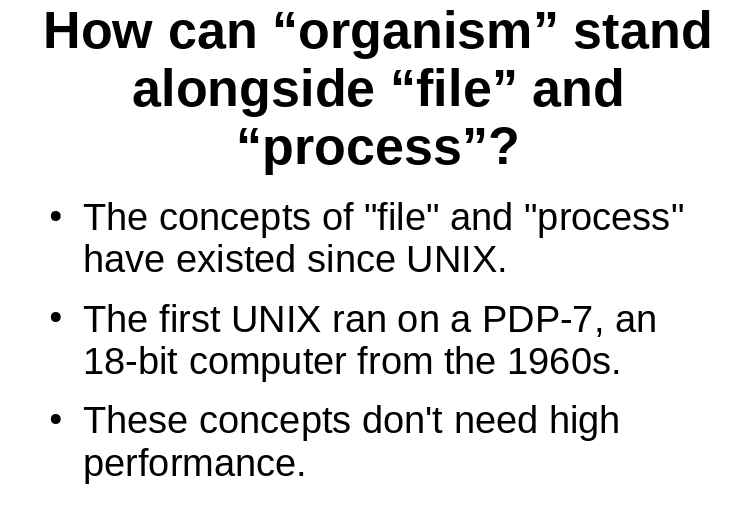 How can “organism” stand
alongside “file” and
“process”?
• The concepts of "file" and "process"
have existed since UNIX.
• The first UNIX ran on a PDP-7, an
18-bit computer from the 1960s.
• These concepts don't need high
performance.